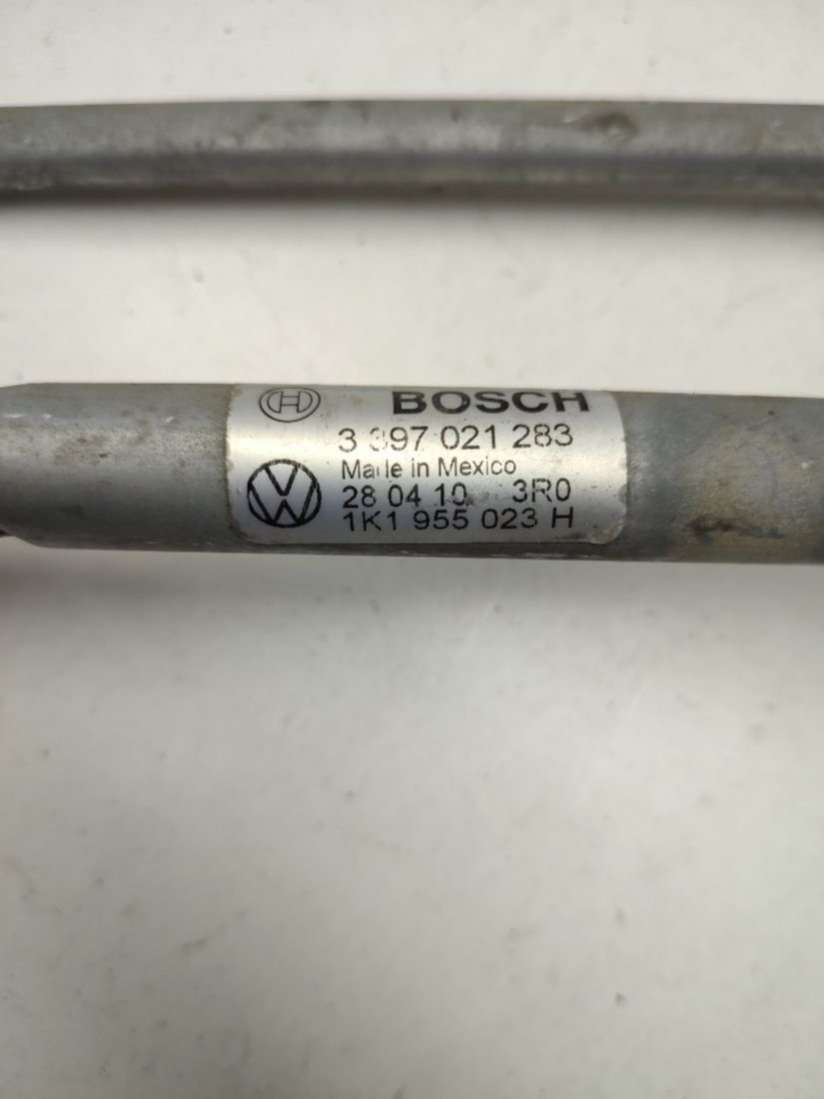 BOSCH
3 397 021 283
Made in Mexico
28 04 10 3R0
1K1 955 023 H